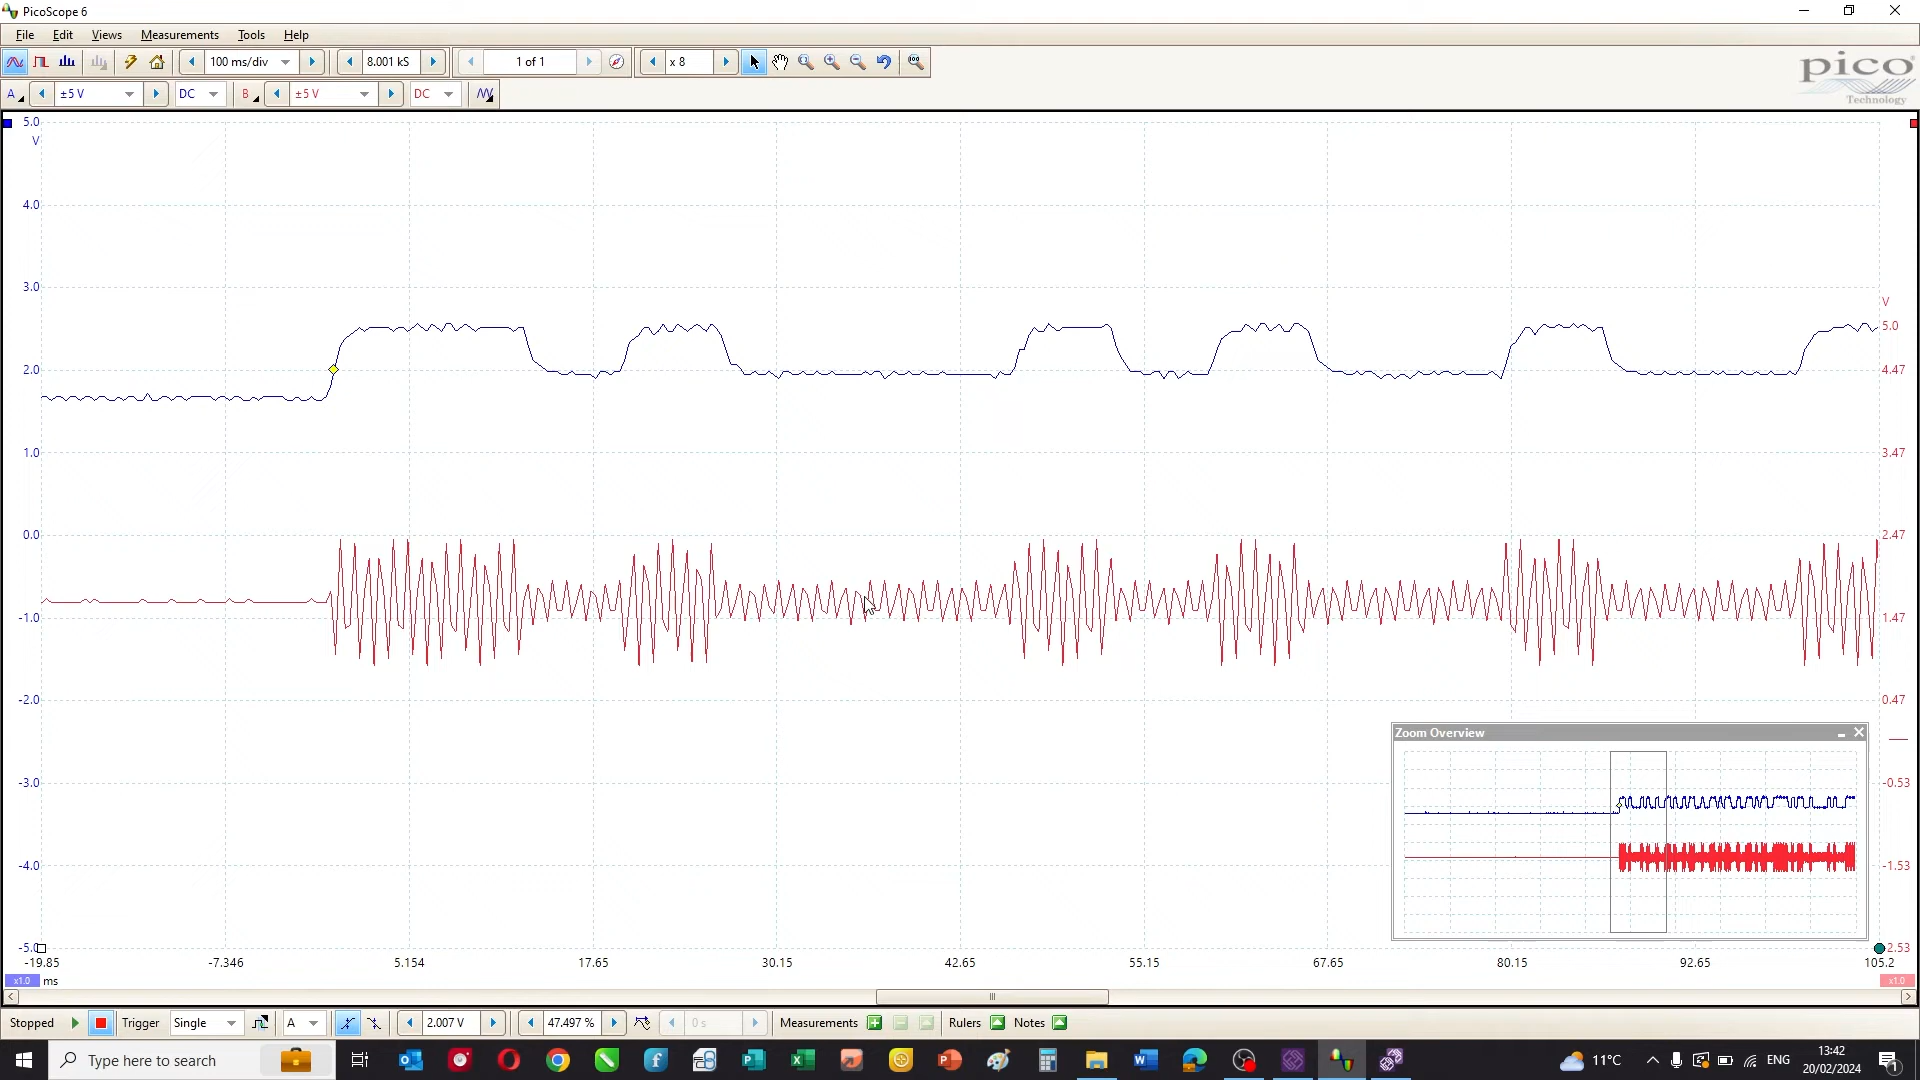 PicoScope 6
File Edit Views Measurements Tools Help
100 ms/div 8.001 kS 1 of 1 x 8
A ±5 V DC B ±5 V DC
pico
Technology
5.0
V
4.0
3.0
2.0
1.0
0.0
-1.0
-2.0
-3.0
-4.0
-5.0
V
5.0
4.47
3.47
2.47
1.47
0.47
-0.53
-1.53
-2.53
Zoom Overview
-19.85 -7.346 5.154 17.65 30.15 42.65 55.15 67.65 80.15 92.65 105.2
x1.0 ms x1.0
Stopped Trigger Single A 2.007 V 47.497 % 0 s Measurements Rulers Notes
Type here to search
11°C ENG
13:42
20/02/2024
1